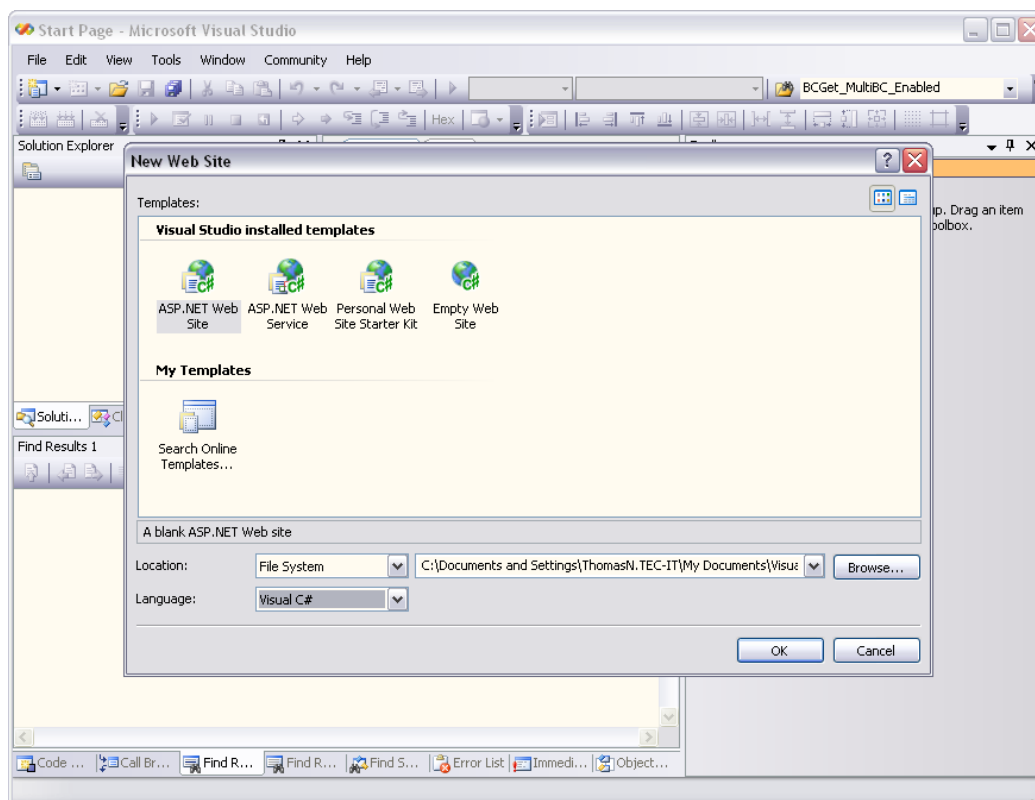 Start Page - Microsoft Visual Studio
File Edit View Tools Window Community Help
BCGet_MultiBC_Enabled
Hex
Solution Explorer
New Web Site
Templates:
Visual Studio installed templates
ASP.NET Web Site
ASP.NET Web Service
Personal Web Site Starter Kit
Empty Web Site
My Templates
Search Online Templates...
A blank ASP.NET Web site
Location: File System C:\Documents and Settings\ThomasN.TEC-IT\My Documents\Visua Browse...
Language: Visual C#
OK Cancel
up. Drag an item
oolbox.
Soluti... Cl
Find Results 1
Code ... Call Br... Find R... Find R... Find S... Error List Immedi... Object...